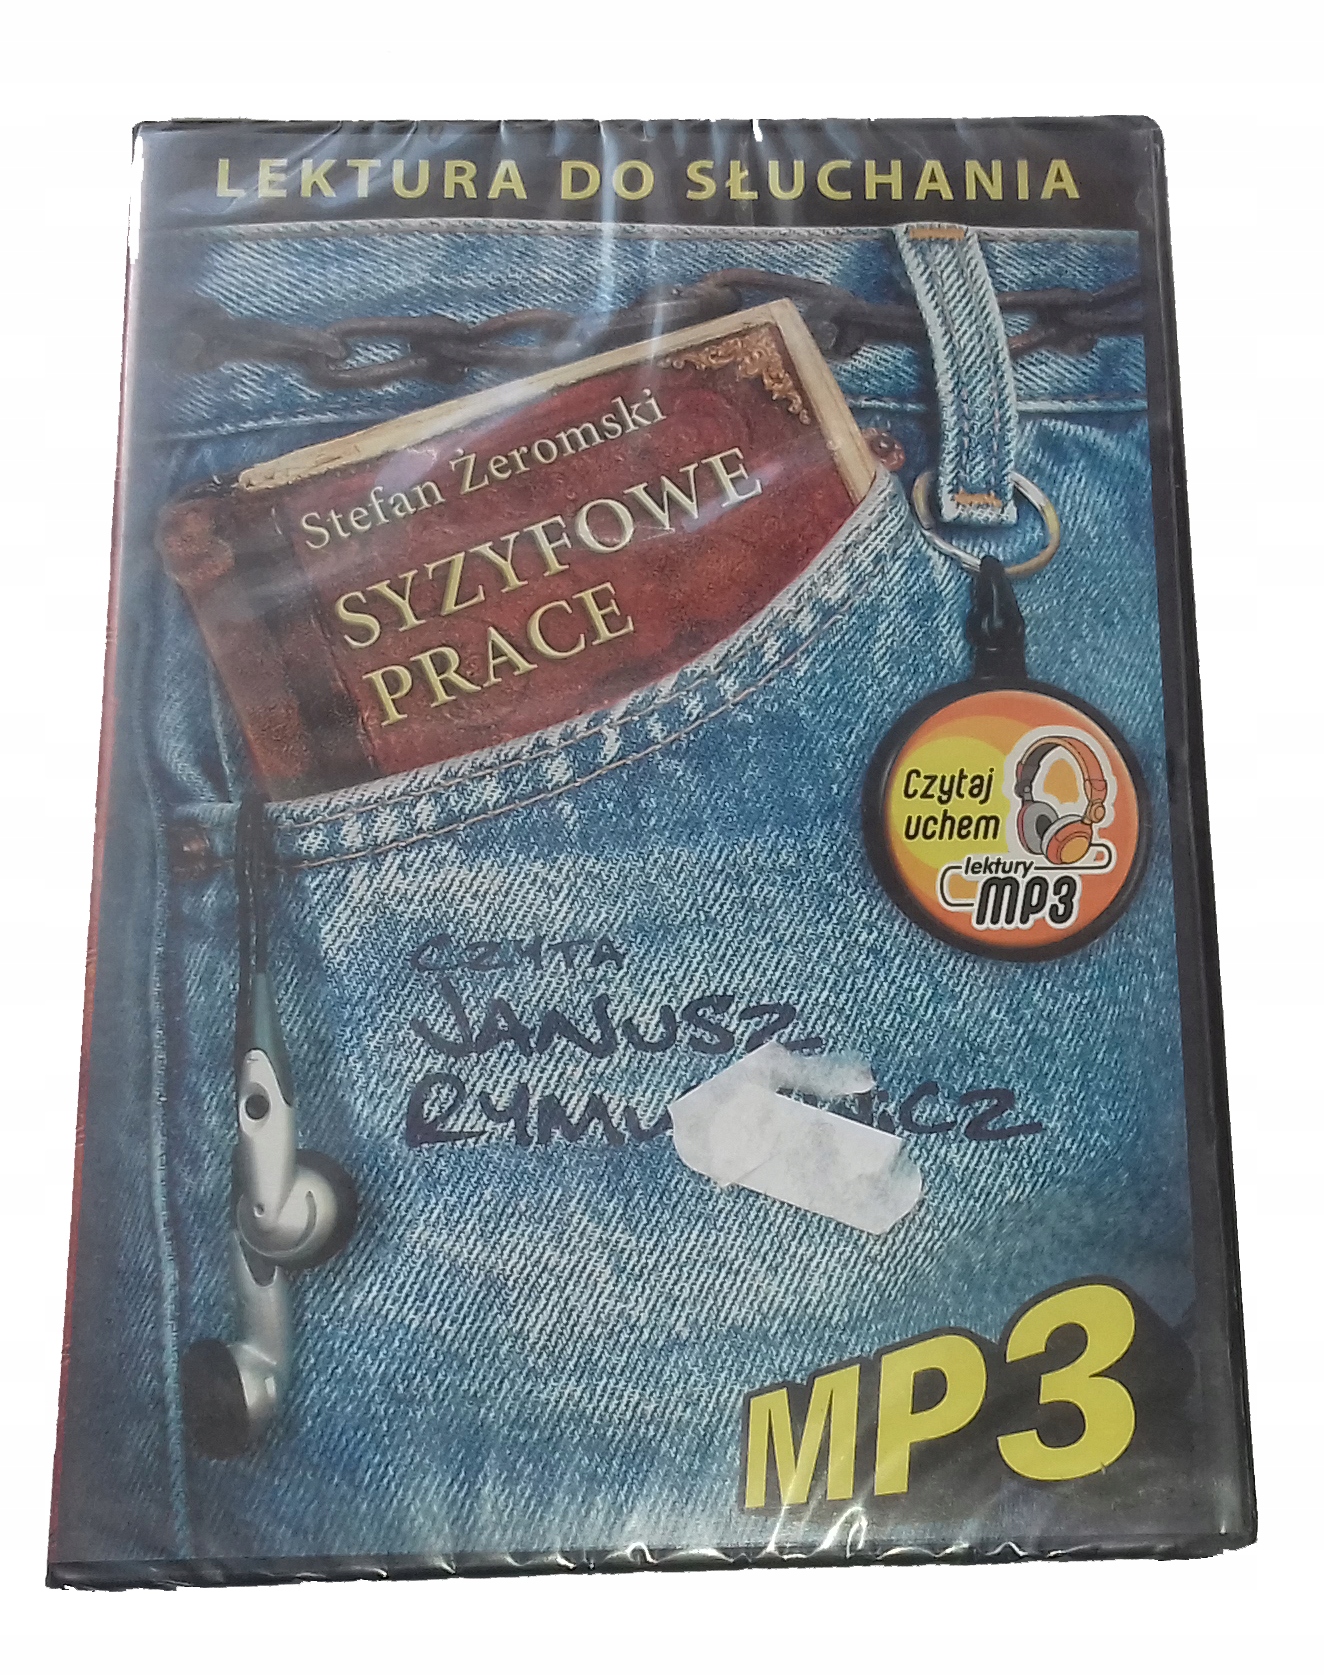 LEKTURA DO SŁUCHANIA
Stefan Żeromski
SYZYFOWE
PRACE
Czytaj
uchem
lektury
MP3
CZYTA
JANUSZ
MP3